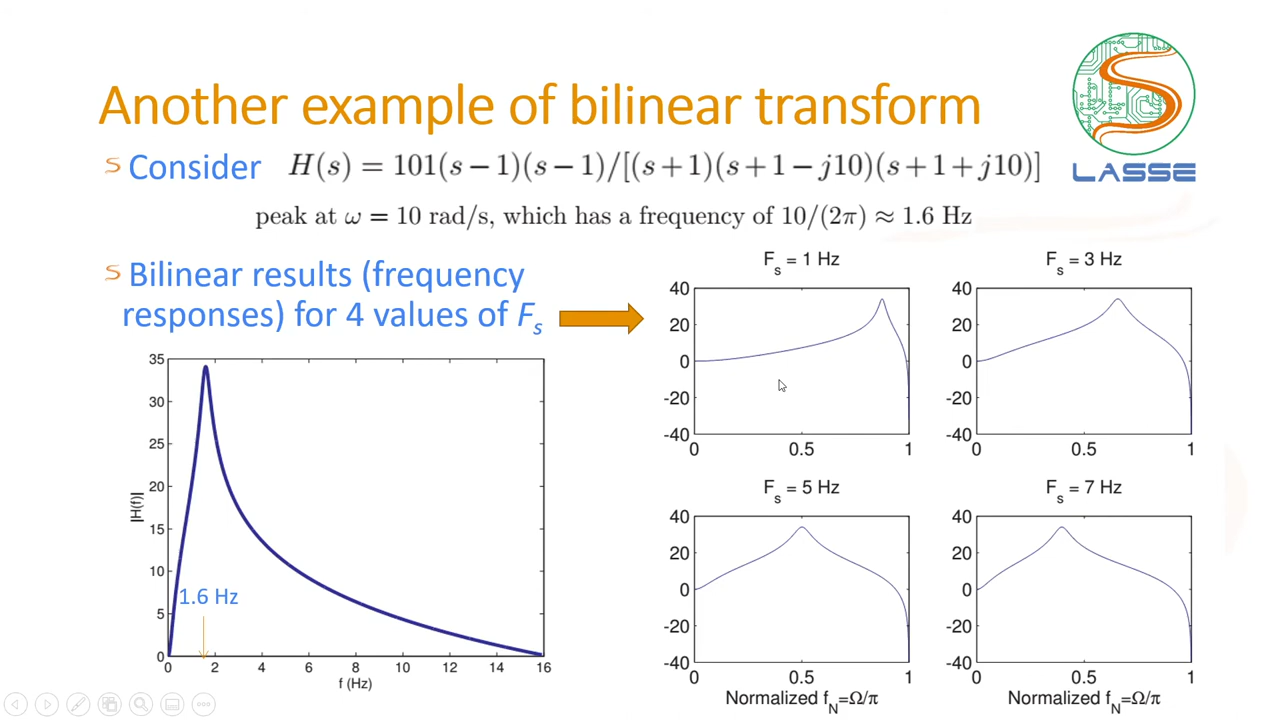 Another example of bilinear transform
LASSE
Consider H(s) = 101(s − 1)(s − 1)/[(s + 1)(s + 1 − j10)(s + 1 + j10)]
peak at ω = 10 rad/s, which has a frequency of 10/(2π) ≈ 1.6 Hz
Bilinear results (frequency
responses) for 4 values of Fs
35
30
25
20
15
10
5
0
|H(f)|
1.6 Hz
0 2 4 6 8 10 12 14 16
f (Hz)
Fs = 1 Hz
40
20
0
-20
-40
0 0.5 1
Fs = 3 Hz
40
20
0
-20
-40
0 0.5 1
Fs = 5 Hz
40
20
0
-20
-40
0 0.5 1
Normalized fN=Ω/π
Fs = 7 Hz
40
20
0
-20
-40
0 0.5 1
Normalized fN=Ω/π